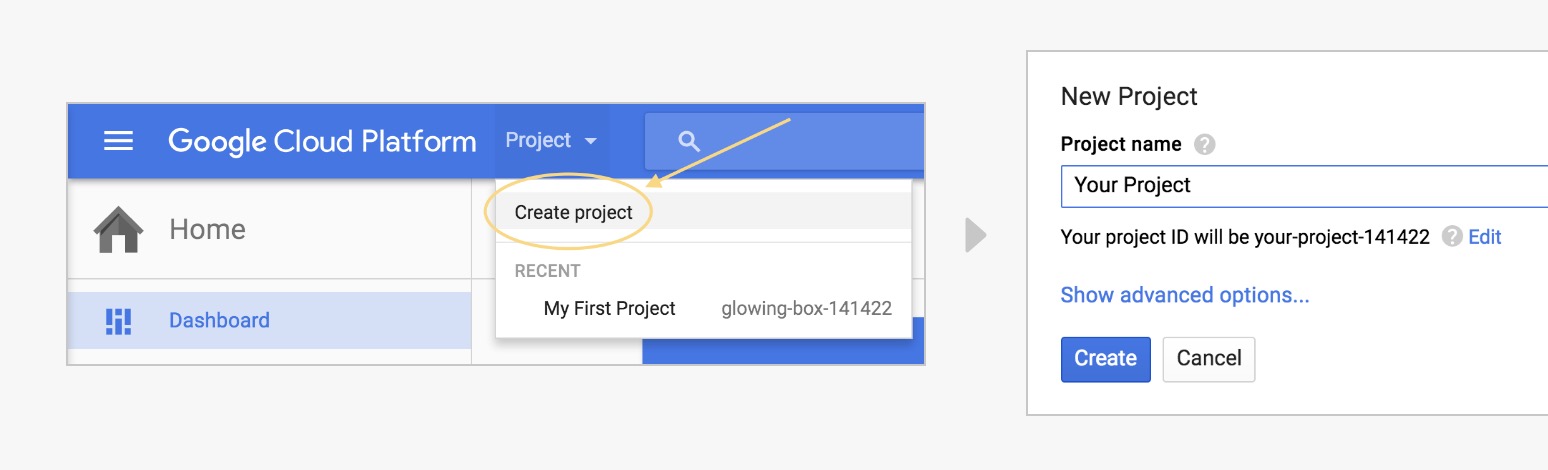 Google Cloud Platform Project
Home
Create project
RECENT
My First Project glowing-box-141422
Dashboard
New Project
Project name ?
Your Project
Your project ID will be your-project-141422 ? Edit
Show advanced options...
Create Cancel